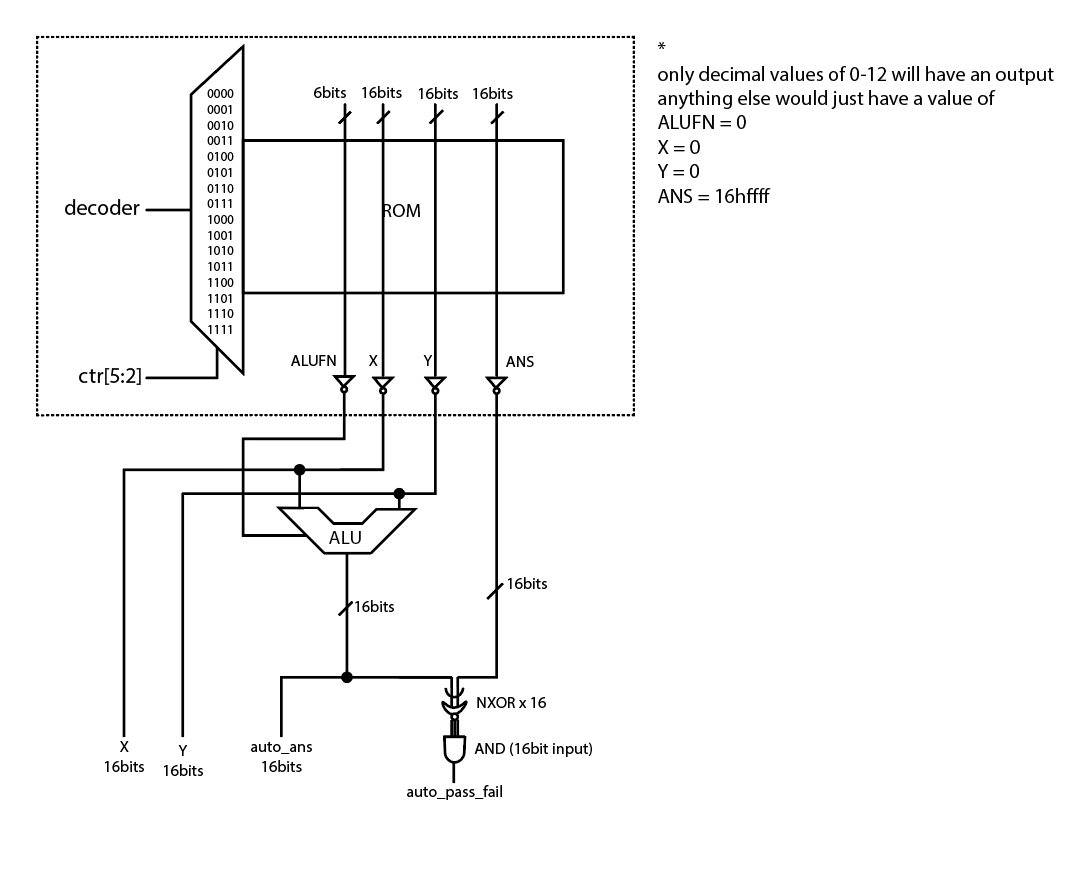 *
only decimal values of 0-12 will have an output
anything else would just have a value of
ALUFN = 0
X = 0
Y = 0
ANS = 16hffff
6bits 16bits 16bits 16bits
0000
0001
0010
0011
0100
0101
0110
0111
1000
1001
1010
1011
1100
1101
1110
1111
decoder
ROM
ctr[5:2]
ALUFN X Y ANS
ALU
16bits
16bits
NXOR x 16
AND (16bit input)
X
16bits
Y
16bits
auto_ans
16bits
auto_pass_fail